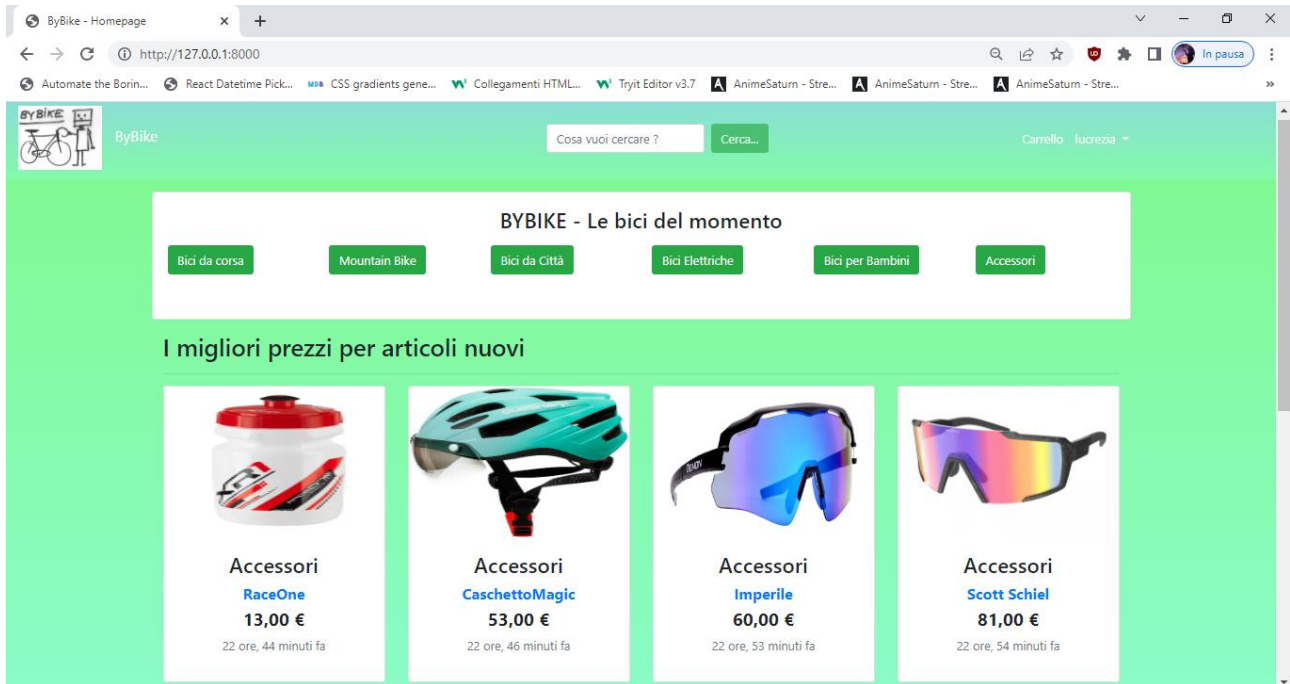 ByBike - Homepage
http://127.0.0.1:8000
In pausa
Automate the Borin...
React Datetime Pick...
CSS gradients gene...
Collegamenti HTML...
Tryit Editor v3.7
AnimeSaturn - Stre...
AnimeSaturn - Stre...
AnimeSaturn - Stre...
BYBIKE
ByBike
Cosa vuoi cercare ?
Cerca...
Carrello
lucrezia
BYBIKE - Le bici del momento
Bici da corsa
Mountain Bike
Bici da Città
Bici Elettriche
Bici per Bambini
Accessori
I migliori prezzi per articoli nuovi
Accessori
RaceOne
13,00 €
22 ore, 44 minuti fa
Accessori
CaschettoMagic
53,00 €
22 ore, 46 minuti fa
Accessori
Imperile
60,00 €
22 ore, 53 minuti fa
Accessori
Scott Schiel
81,00 €
22 ore, 54 minuti fa